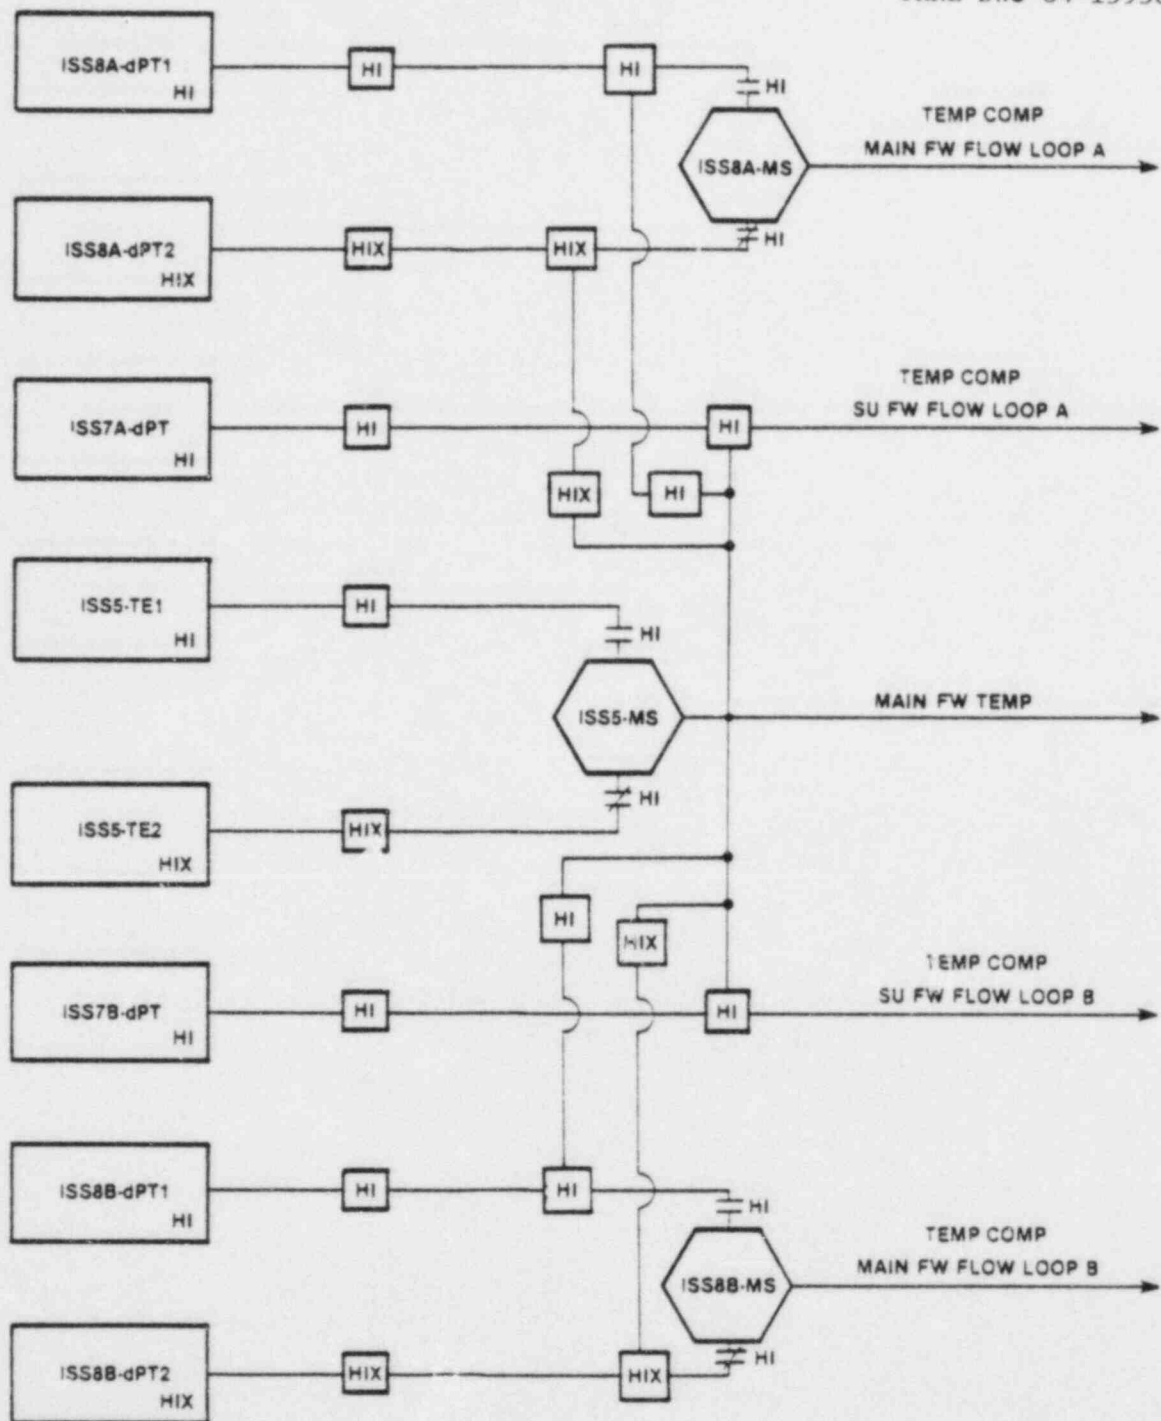 ISS8A-dPT1
HI
HI
HI
HI
ISS8A-MS
TEMP COMP
MAIN FW FLOW LOOP A
ISS8A-dPT2
HIX
HIX
HIX
HI
ISS7A-dPT
HI
HI
HI
TEMP COMP
SU FW FLOW LOOP A
HIX
HI
ISS5-TE1
HI
HI
HI
ISS5-MS
MAIN FW TEMP
HI
ISS5-TE2
HIX
HIX
HI
HIX
ISS7B-dPT
HI
HI
HI
TEMP COMP
SU FW FLOW LOOP B
ISS8B-dPT1
HI
HI
HI
HI
ISS8B-MS
TEMP COMP
MAIN FW FLOW LOOP B
HI
ISS8B-dPT2
HIX
HIX
HIX